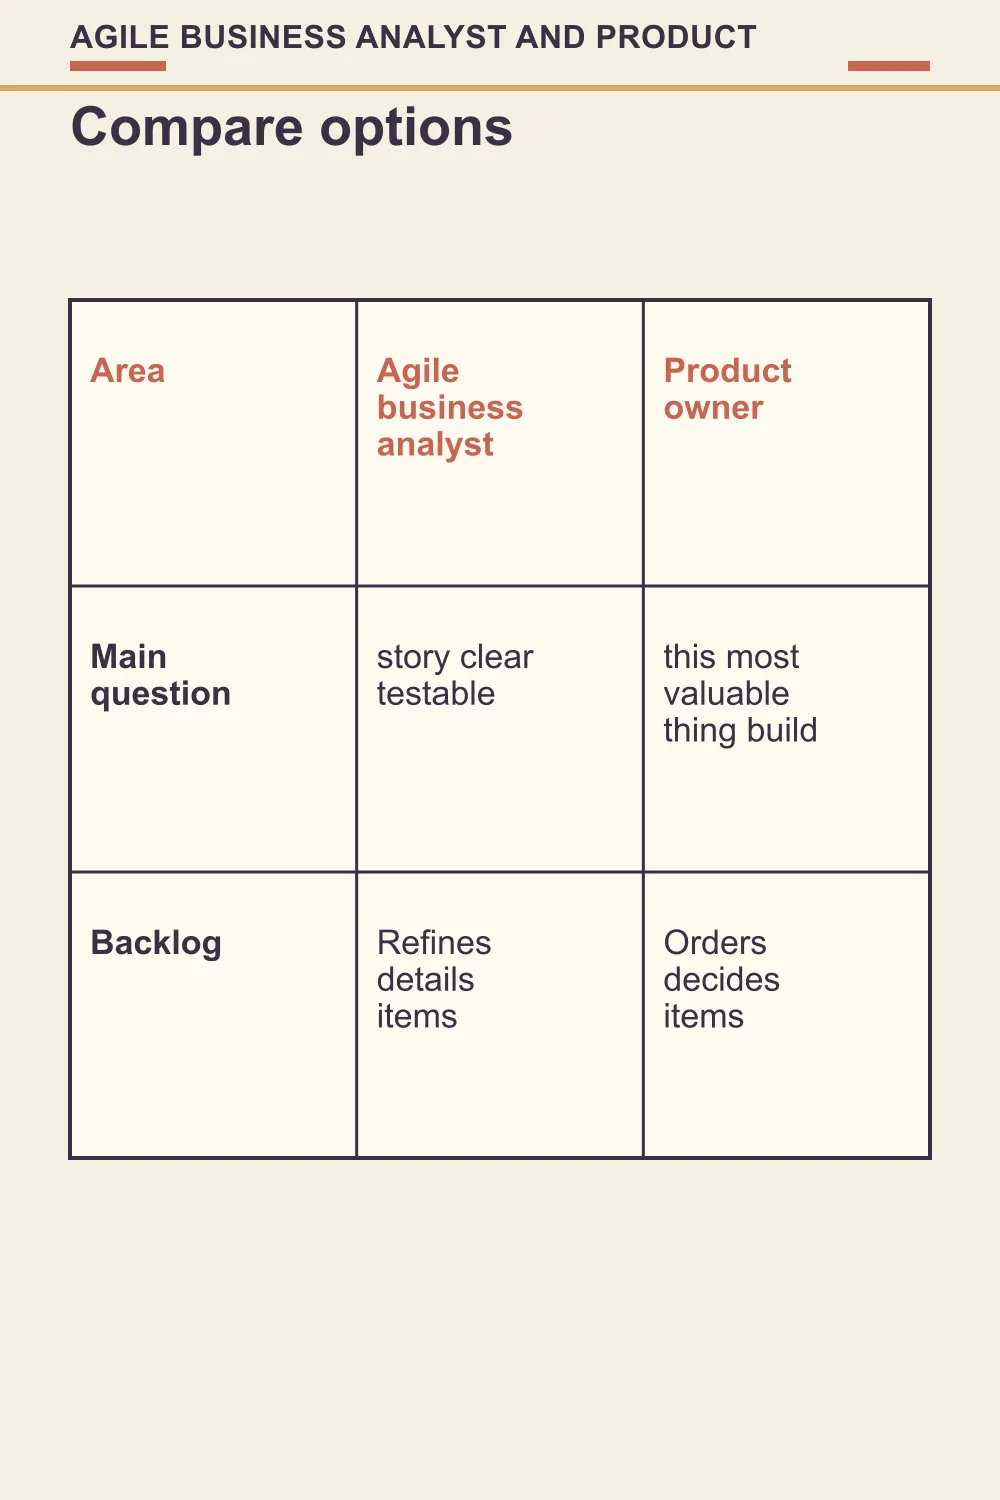 AGILE BUSINESS ANALYST AND PRODUCT
Compare options
Area
Agile
business
analyst
Product
owner
Main
question
story clear
testable
this most
valuable
thing build
Backlog
Refines
details
items
Orders
decides
items